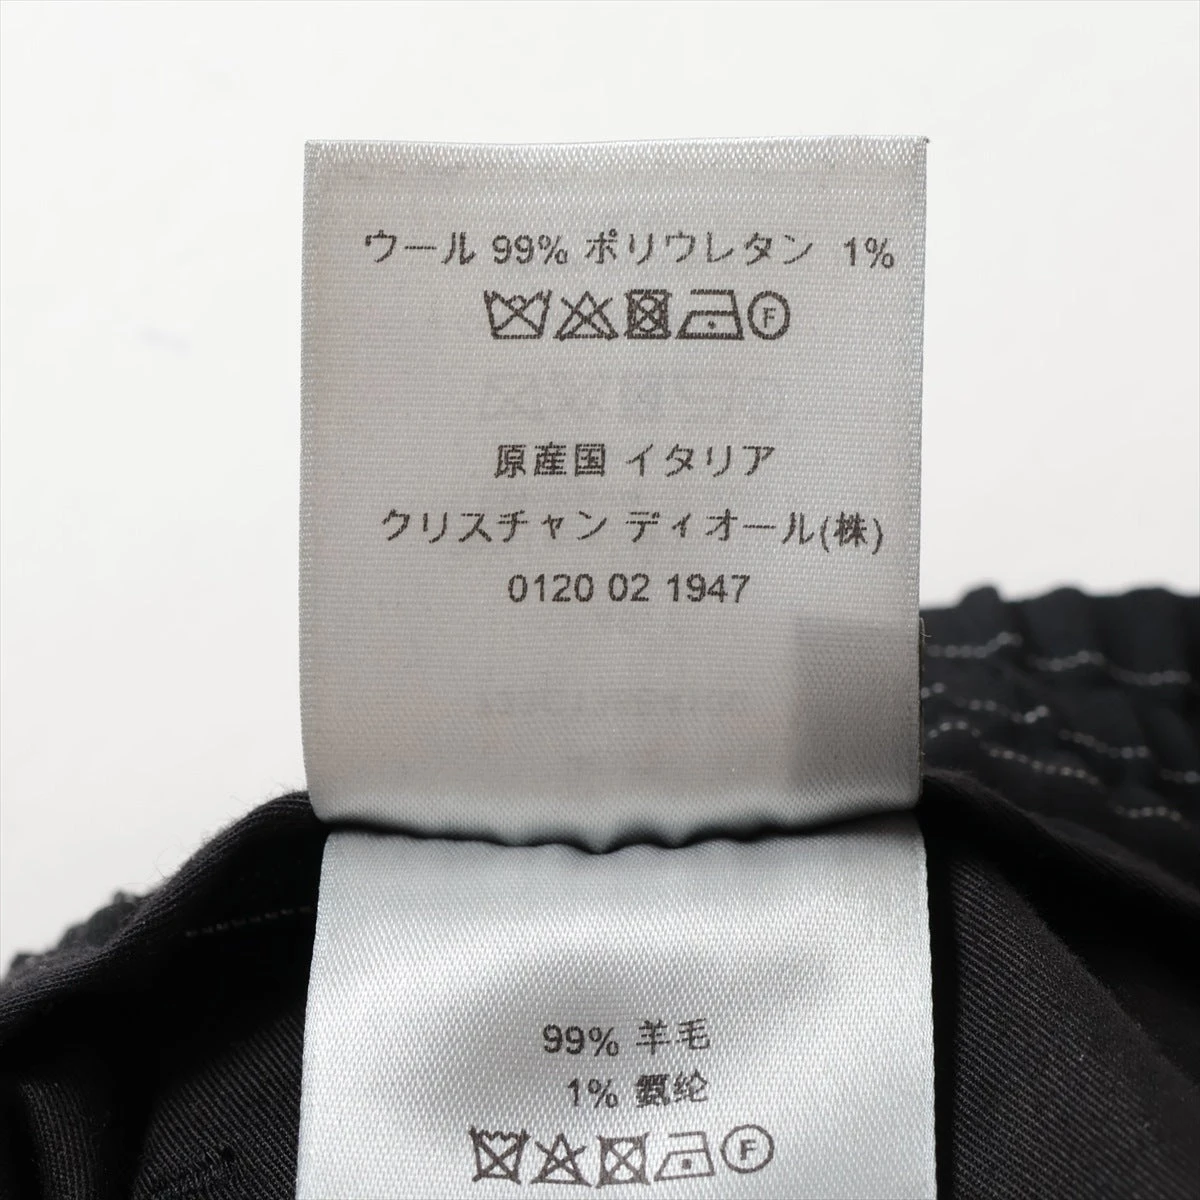 ウール 99% ポリウレタン 1%
F
原産国 イタリア
クリスチャン ディオール(株)
0120 02 1947
99% 羊毛
1% 氨纶
F